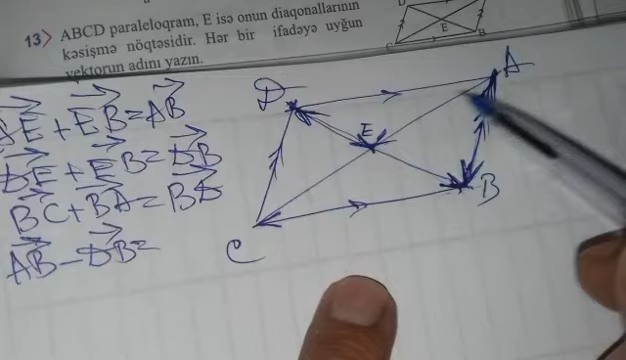 13> ABCD paraleloqram, E isə onun diaqonallarının
kəsişmə nöqtəsidir. Hər bir ifadəyə uyğun
vektorun adını yazın.
D
E
B
C
AE + EB = AB
DE + EB = DB
BC + BA = BD
AB - DB =
D
A
E
B
C